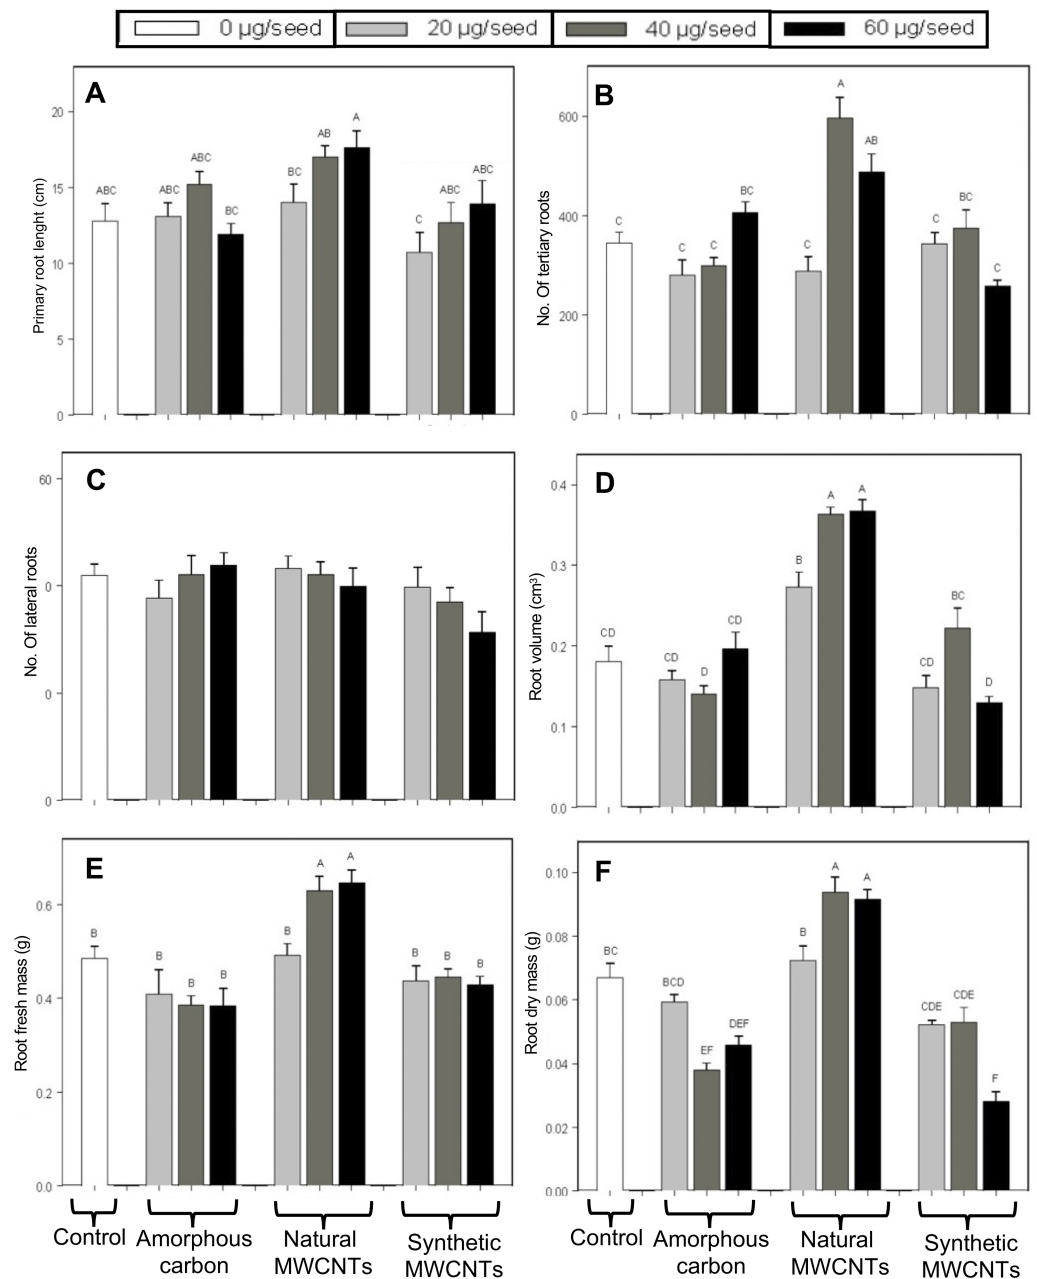 0 µg/seed 20 µg/seed 40 µg/seed 60 µg/seed
A
Primary root lenght (cm)
20
15
10
5
0
ABC ABC ABC BC BC AB A C ABC ABC
B
No. Of tertiary roots
600
400
200
0
C C C BC C A AB C BC C
C
No. Of lateral roots
60
0
0
0
D
Root volume (cm³)
0.4
0.3
0.2
0.1
0.0
CD CD D CD B A A CD BC D
E
Root fresh mass (g)
0.6
0.4
0.2
0.0
B B B B B A A B B B
F
Root dry mass (g)
0.10
0.08
0.06
0.04
0.02
0.00
BC BCD EF DEF B A A CDE CDE F
Control Amorphous carbon Natural MWCNTs Synthetic MWCNTs
Control Amorphous carbon Natural MWCNTs Synthetic MWCNTs